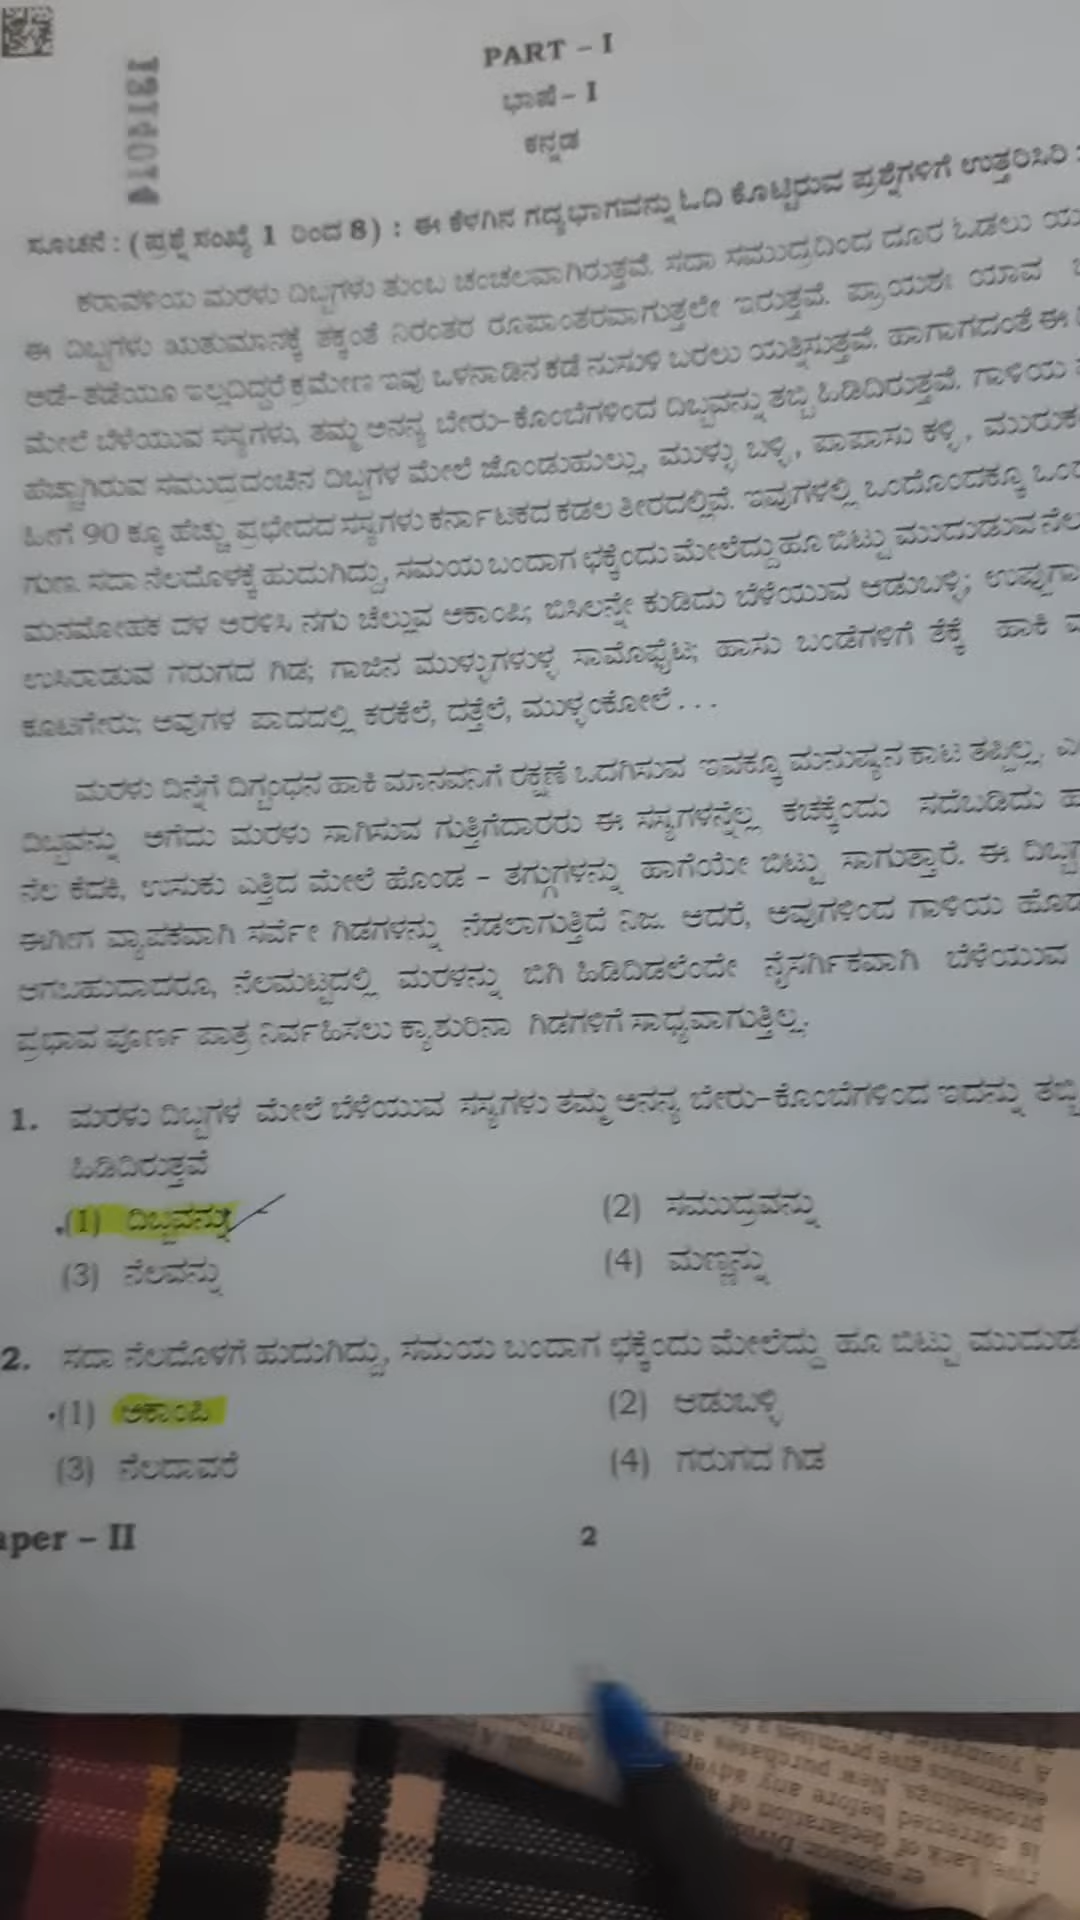 PART – I
ಭಾಷೆ – I
ಕನ್ನಡ
ಸೂಚನೆ : (ಪ್ರಶ್ನೆ ಸಂಖ್ಯೆ 1 ರಿಂದ 8) : ಈ ಕೆಳಗಿನ ಗದ್ಯಭಾಗವನ್ನು ಓದಿ ಕೊಟ್ಟಿರುವ ಪ್ರಶ್ನೆಗಳಿಗೆ ಉತ್ತರಿಸಿರಿ :
ಕರಾವಳಿಯ ಮರಳು ದಿಬ್ಬಗಳು ತುಂಬ ಚಂಚಲವಾಗಿರುತ್ತವೆ. ಸದಾ ಸಮುದ್ರದಿಂದ ದೂರ ಓಡಲು
ಈ ದಿಬ್ಬಗಳು ಋತುಮಾನಕ್ಕೆ ತಕ್ಕಂತೆ ನಿರಂತರ ರೂಪಾಂತರವಾಗುತ್ತಲೇ ಇರುತ್ತವೆ. ಪ್ರಾಯಶಃ ಯಾವ
ಅಡೆ-ತಡೆಯೂ ಇಲ್ಲದಿದ್ದರೆ ಕ್ರಮೇಣ ಇವು ಒಳನಾಡಿನ ಕಡೆ ನುಸುಳಿ ಬರಲು ಯತ್ನಿಸುತ್ತವೆ. ಹಾಗಾಗದಂತೆ ಈ
ಮೇಲೆ ಬೆಳೆಯುವ ಸಸ್ಯಗಳು, ತಮ್ಮ ಅನನ್ಯ ಬೇರು-ಕೊಂಬೆಗಳಿಂದ ದಿಬ್ಬವನ್ನು ತಬ್ಬಿ ಹಿಡಿದಿರುತ್ತವೆ. ಗಾಳಿಯ
ಹೆಚ್ಚಾಗಿರುವ ಸಮುದ್ರದಂಚಿನ ದಿಬ್ಬಗಳ ಮೇಲೆ ಜೊಂಡುಹುಲ್ಲು, ಮುಳ್ಳು ಬಳ್ಳಿ, ಪಾಪಾಸು ಕಳ್ಳಿ,
ಹೀಗೆ 90 ಕ್ಕೂ ಹೆಚ್ಚು ಪ್ರಭೇದದ ಸಸ್ಯಗಳು ಕರ್ನಾಟಕದ ಕಡಲ ತೀರದಲ್ಲಿವೆ. ಇವುಗಳಲ್ಲಿ ಒಂದೊಂದಕ್ಕೂ
ಗುಣ. ಸದಾ ನೆಲದೊಳಕ್ಕೆ ಹುದುಗಿದ್ದು, ಸಮಯ ಬಂದಾಗ ಛಕ್ಕೆಂದು ಮೇಲೆದ್ದು ಹೂ ಬಿಟ್ಟು ಮುದುಡುವ
ಮನಮೋಹಕ ದಳ ಅರಳಿಸಿ ನಗು ಚೆಲ್ಲುವ ಆಕಾಂಪಿ; ಬಿಸಿಲನ್ನೇ ಕುಡಿದು ಬೆಳೆಯುವ ಆಡುಬಳ್ಳಿ;
ಉಸಿರಾಡುವ ಗರುಗದ ಗಿಡ; ಗಾಜಿನ ಮುಳ್ಳುಗಳುಳ್ಳ ಸಾಮೊಫೈಟ; ಹಾಸು ಬಂಡೆಗಳಿಗೆ ತೆಕ್ಕೆ ಹಾಕಿ
ಕೂಟಗೇರು; ಅವುಗಳ ಪಾದದಲ್ಲಿ ಕರಕೆಲೆ, ದತ್ತೆಲೆ, ಮುಳ್ಳಂಕೋಲೆ . . .
ಮರಳು ದಿನ್ನೆಗೆ ದಿಗ್ಬಂಧನ ಹಾಕಿ ಮಾನವನಿಗೆ ರಕ್ಷಣೆ ಒದಗಿಸುವ ಇವಕ್ಕೂ ಮನುಷ್ಯನ ಕಾಟ ತಪ್ಪಿಲ್ಲ.
ದಿಬ್ಬವನ್ನು ಅಗೆದು ಮರಳು ಸಾಗಿಸುವ ಗುತ್ತಿಗೆದಾರರು ಈ ಸಸ್ಯಗಳನ್ನೆಲ್ಲ ಕಚಕ್ಕೆಂದು ಸದೆಬಡಿದು
ನೆಲ ಕೆದಕಿ, ಉಸುಕು ಎತ್ತಿದ ಮೇಲೆ ಹೊಂಡ – ತಗ್ಗುಗಳನ್ನು ಹಾಗೆಯೇ ಬಿಟ್ಟು ಸಾಗುತ್ತಾರೆ. ಈ
ಈಗೀಗ ವ್ಯಾಪಕವಾಗಿ ಸರ್ವೇ ಗಿಡಗಳನ್ನು ನೆಡಲಾಗುತ್ತಿದೆ ನಿಜ. ಆದರೆ, ಅವುಗಳಿಂದ ಗಾಳಿಯ
ಆಗಬಹುದಾದರೂ, ನೆಲಮಟ್ಟದಲ್ಲಿ ಮರಳನ್ನು ಬಿಗಿ ಹಿಡಿದಿಡಲೆಂದೇ ನೈಸರ್ಗಿಕವಾಗಿ ಬೆಳೆಯುವ
ಪ್ರಭಾವ ಪೂರ್ಣ ಪಾತ್ರ ನಿರ್ವಹಿಸಲು ಕ್ಯಾಶುರಿನಾ ಗಿಡಗಳಿಗೆ ಸಾಧ್ಯವಾಗುತ್ತಿಲ್ಲ.
1. ಮರಳು ದಿಬ್ಬಗಳ ಮೇಲೆ ಬೆಳೆಯುವ ಸಸ್ಯಗಳು ತಮ್ಮ ಅನನ್ಯ ಬೇರು-ಕೊಂಬೆಗಳಿಂದ ಇದನ್ನು ತಬ್ಬಿ
ಹಿಡಿದಿರುತ್ತವೆ
(1) ದಿಬ್ಬವನ್ನು (2) ಸಮುದ್ರವನ್ನು
(3) ನೆಲವನ್ನು (4) ಮಣ್ಣನ್ನು
2. ಸದಾ ನೆಲದೊಳಗೆ ಹುದುಗಿದ್ದು, ಸಮಯ ಬಂದಾಗ ಛಕ್ಕೆಂದು ಮೇಲೆದ್ದು ಹೂ ಬಿಟ್ಟು
(1) ಆಕಾಂಪಿ (2) ಆಡುಬಳ್ಳಿ
(3) ನೆಲದಾವರೆ (4) ಗರುಗದ ಗಿಡ
aper – II 2